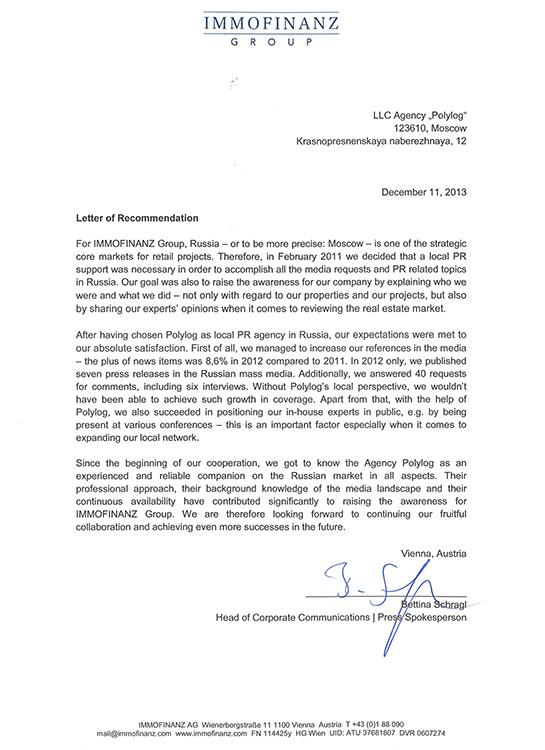 IMMOFINANZ
GROUP
LLC Agency „Polylog“
123610, Moscow
Krasnopresnenskaya naberezhnaya, 12
December 11, 2013
Letter of Recommendation
For IMMOFINANZ Group, Russia – or to be more precise: Moscow – is one of the strategic
core markets for retail projects. Therefore, in February 2011 we decided that a local PR
support was necessary in order to accomplish all the media requests and PR related topics
in Russia. Our goal was also to raise the awareness for our company by explaining who we
were and what we did – not only with regard to our properties and our projects, but also
by sharing our experts' opinions when it comes to reviewing the real estate market.
After having chosen Polylog as local PR agency in Russia, our expectations were met to
our absolute satisfaction. First of all, we managed to increase our references in the media
– the plus of news items was 8,6% in 2012 compared to 2011. In 2012 only, we published
seven press releases in the Russian mass media. Additionally, we answered 40 requests
for comments, including six interviews. Without Polylog's local perspective, we wouldn't
have been able to achieve such growth in coverage. Apart from that, with the help of
Polylog, we also succeeded in positioning our in-house experts in public, e.g. by being
present at various conferences – this is an important factor especially when it comes to
expanding our local network.
Since the beginning of our cooperation, we got to know the Agency Polylog as an
experienced and reliable companion on the Russian market in all aspects. Their
professional approach, their background knowledge of the media landscape and their
continuous availability have contributed significantly to raising the awareness for
IMMOFINANZ Group. We are therefore looking forward to continuing our fruitful
collaboration and achieving even more successes in the future.
Vienna, Austria
Bettina Schragl
Head of Corporate Communications | Press Spokesperson
IMMOFINANZ AG Wienerbergstraße 11 1100 Vienna Austria T +43 (0)1 88 090
mail@immofinanz.com www.immofinanz.com FN 114425y HG Wien UID: ATU 37681807 DVR 0607274